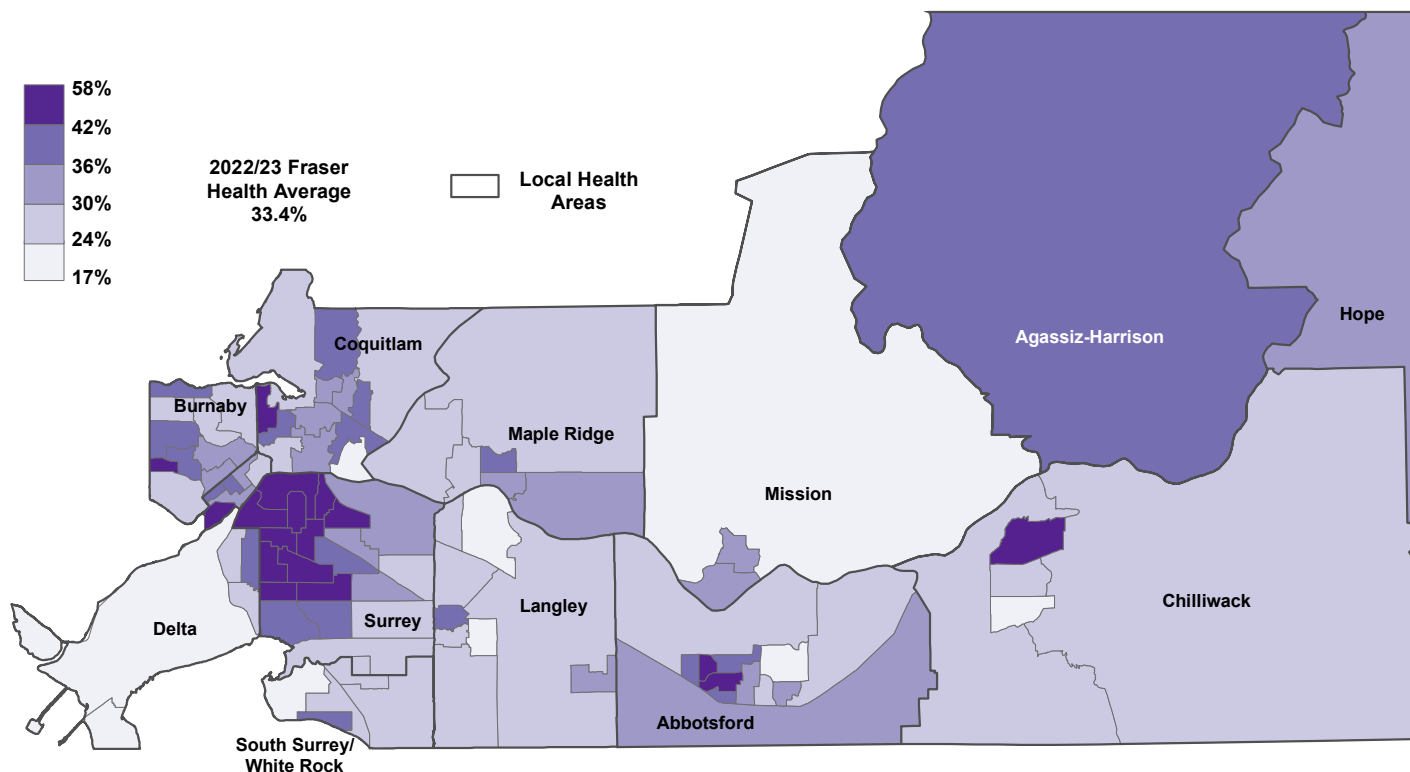 58%
42%
36%
30%
24%
17%
2022/23 Fraser
Health Average
33.4%
Local Health
Areas
Hope
Agassiz-Harrison
Coquitlam
Burnaby
Maple Ridge
Mission
Chilliwack
Langley
Surrey
Delta
Abbotsford
South Surrey/
White Rock